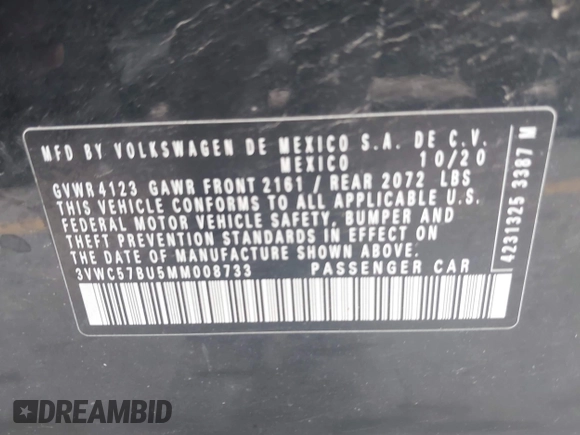 MFD BY VOLKSWAGEN DE MEXICO S.A. DE C.V.
MEXICO 10/20
GVWR 4123 GAWR FRONT 2161 / REAR 2072 LBS
THIS VEHICLE CONFORMS TO ALL APPLICABLE U.S.
FEDERAL MOTOR VEHICLE SAFETY, BUMPER AND
THEFT PREVENTION STANDARDS IN EFFECT ON
THE DATE OF MANUFACTURE SHOWN ABOVE.
3VWC57BU5MM008733 PASSENGER CAR
4231325 3387 M
DREAMBID